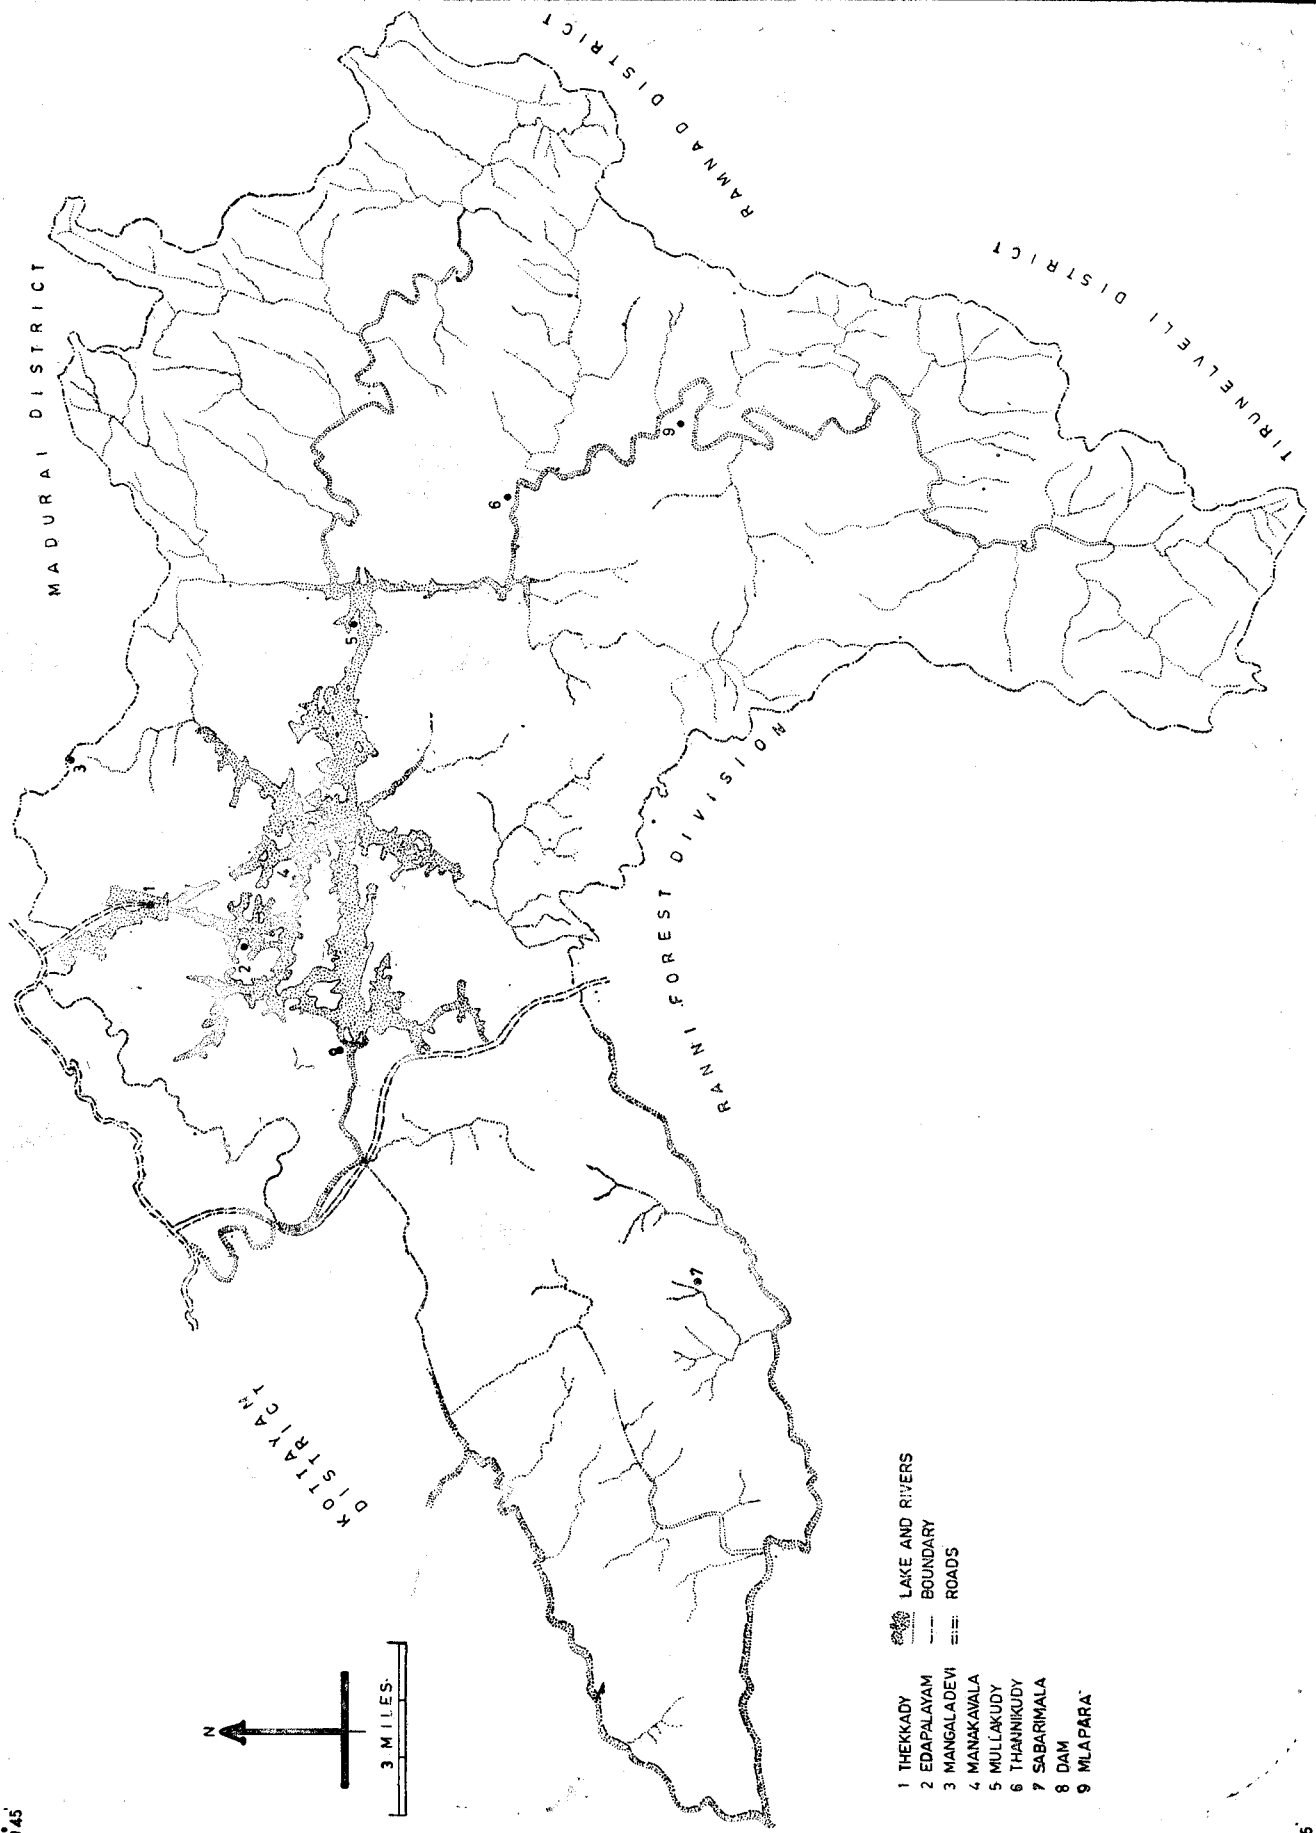 MADURAI DISTRICT
RAMNAD DISTRICT
TIRUNELVELI DISTRICT
RANNI FOREST DIVISION
KOTTAYAM
DISTRICT
3
1
2
4
5
6
9
8
7
N
3 MILES
1 THEKKADY
2 EDAPALAYAM
3 MANGALADEVI
4 MANAKAVALA
5 MULLAKUDY
6 THANNIKUDY
7 SABARIMALA
8 DAM
9 MLAPARA
LAKE AND RIVERS
BOUNDARY
ROADS